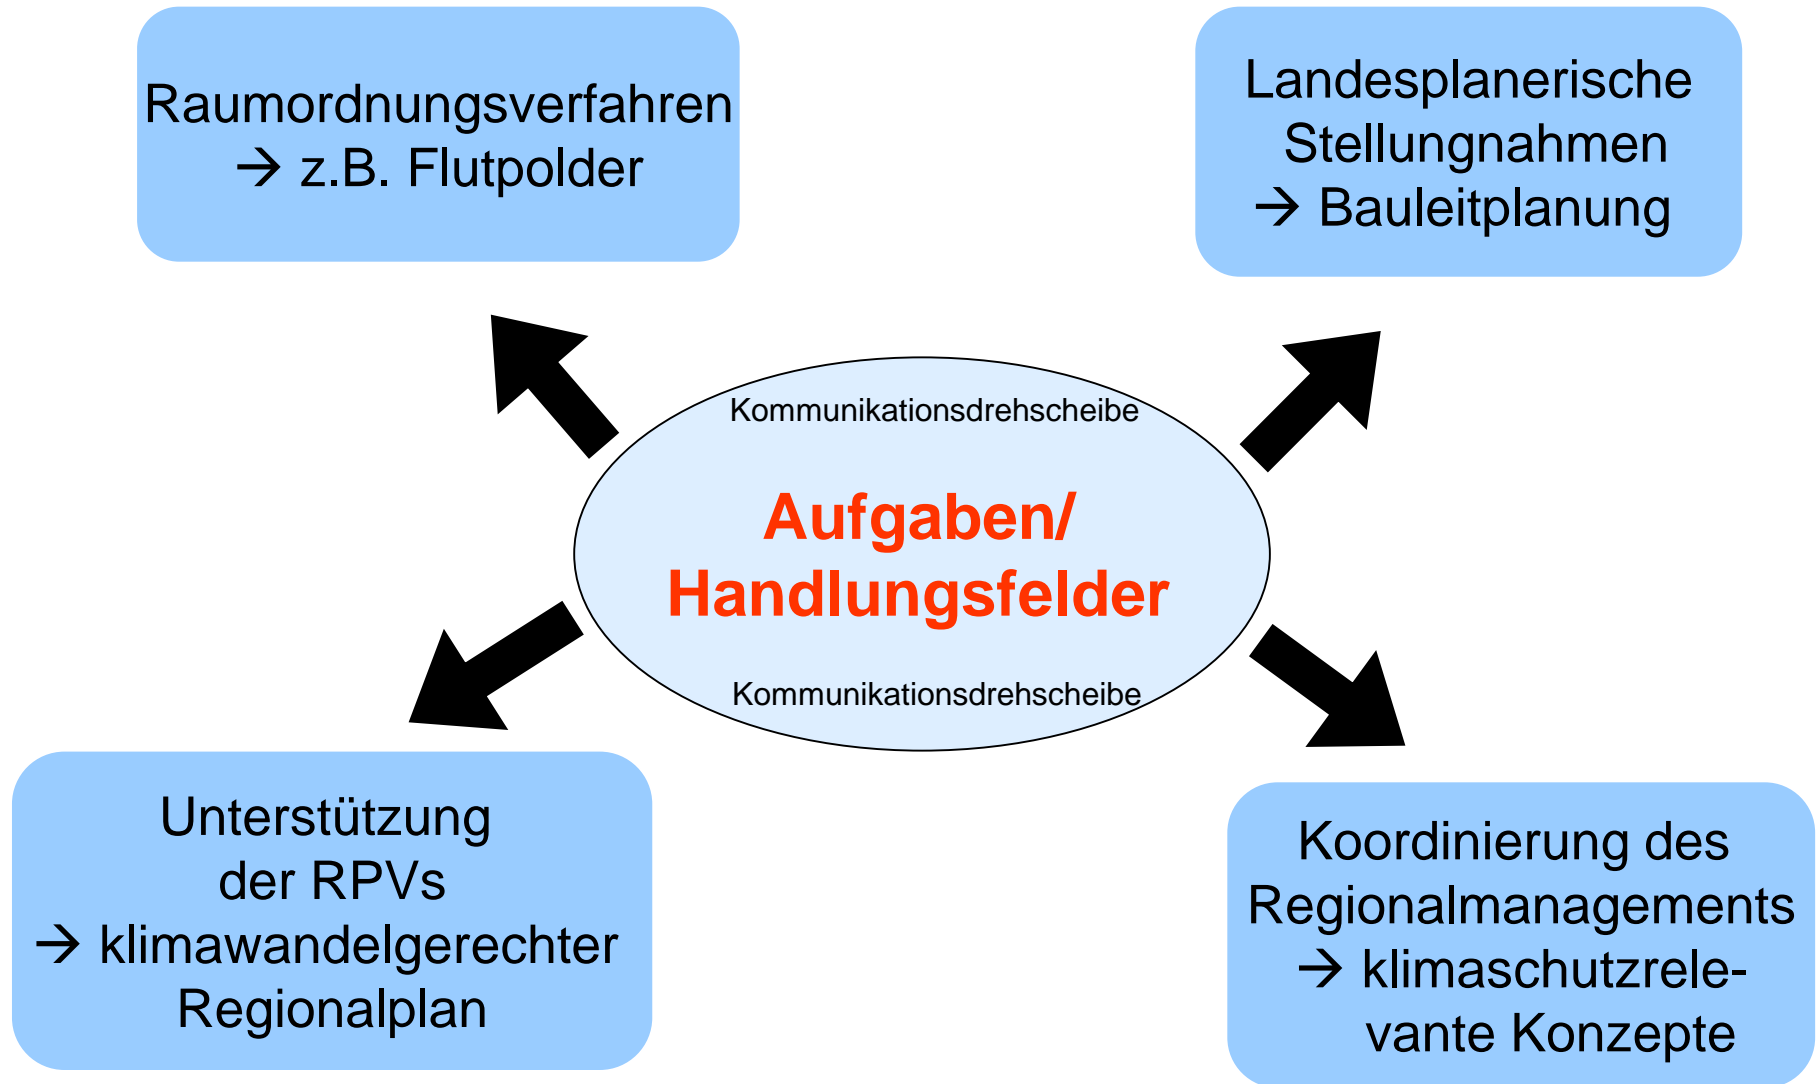 Raumordnungsverfahren
→ z.B. Flutpolder
Landesplanerische
Stellungnahmen
→ Bauleitplanung
Kommunikationsdrehscheibe
Aufgaben/
Handlungsfelder
Kommunikationsdrehscheibe
Unterstützung
der RPVs
→ klimawandelgerechter
Regionalplan
Koordinierung des
Regionalmanagements
→ klimaschutzrele-
vante Konzepte